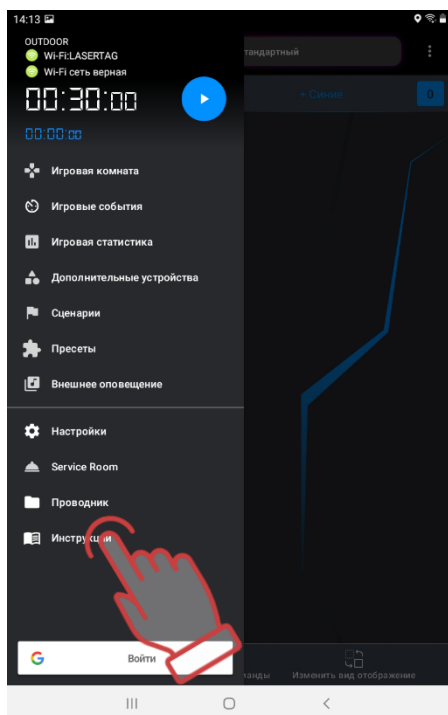 14:13
OUTDOOR
Wi-Fi:LASERTAG
Wi-Fi сеть верная
00:30:00
00:00:00
тандартный
+ Синие
0
Игровая комната
Игровые события
Игровая статистика
Дополнительные устройства
Сценарии
Пресеты
Внешнее оповещение
Настройки
Service Room
Проводник
Инструкции
G
Войти
манды
Изменить вид отображение